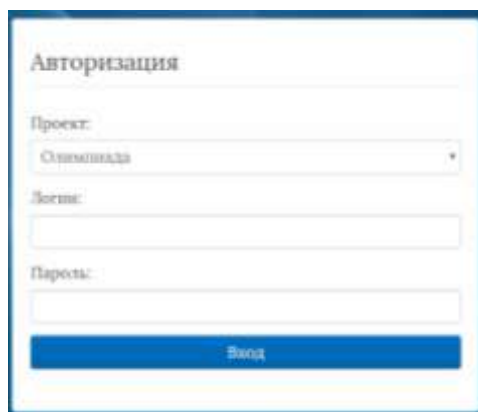 Авторизация
Проект:
Олимпиада
Логин:
Пароль:
Вход